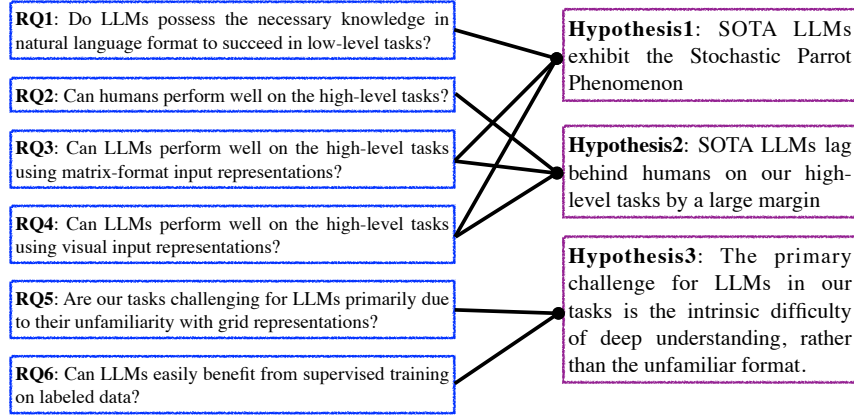 RQ1: Do LLMs possess the necessary knowledge in
natural language format to succeed in low-level tasks?
RQ2: Can humans perform well on the high-level tasks?
RQ3: Can LLMs perform well on the high-level tasks
using matrix-format input representations?
RQ4: Can LLMs perform well on the high-level tasks
using visual input representations?
RQ5: Are our tasks challenging for LLMs primarily due
to their unfamiliarity with grid representations?
RQ6: Can LLMs easily benefit from supervised training
on labeled data?
Hypothesis1: SOTA LLMs
exhibit the Stochastic Parrot
Phenomenon
Hypothesis2: SOTA LLMs lag
behind humans on our high-
level tasks by a large margin
Hypothesis3: The primary
challenge for LLMs in our
tasks is the intrinsic difficulty
of deep understanding, rather
than the unfamiliar format.